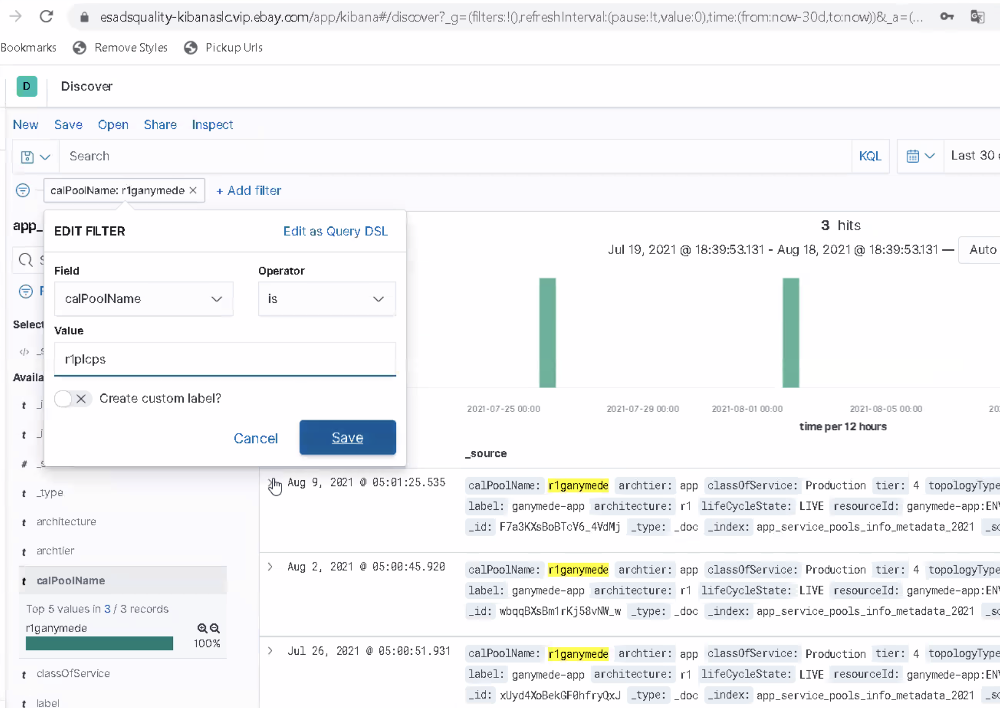 esadsquality-kibanaslc.vip.ebay.com/app/kibana#/discover?_g=(filters:!(),refreshInterval:(pause:!t,value:0),time:(from:now-30d,to:now))&_a=(...
Bookmarks Remove Styles Pickup Urls
D Discover
New Save Open Share Inspect
Search KQL Last 30
calPoolName: r1ganymede × + Add filter
app_
EDIT FILTER Edit as Query DSL
3 hits
Jul 19, 2021 @ 18:39:53.131 - Aug 18, 2021 @ 18:39:53.131 — Auto
Field Operator
calPoolName is
Select
Value
r1plcps
Availa
Create custom label?
2021-07-25 00:00 2021-07-29 00:00 2021-08-01 00:00 2021-08-05 00:00
time per 12 hours
Cancel Save
_source
t _type
t architecture
t archtier
t calPoolName
Top 5 values in 3 / 3 records
r1ganymede
100%
t classOfService
t label
Aug 9, 2021 @ 05:01:25.535
calPoolName: r1ganymede archtier: app classOfService: Production tier: 4 topologyType
label: ganymede-app architecture: r1 lifeCycleState: LIVE resourceId: ganymede-app:EN
_id: F7a3KXsBoBTcV6_4VdMj _type: _doc _index: app_service_pools_info_metadata_2021
Aug 2, 2021 @ 05:00:45.920
calPoolName: r1ganymede archtier: app classOfService: Production tier: 4 topologyType
label: ganymede-app architecture: r1 lifeCycleState: LIVE resourceId: ganymede-app:EN
_id: wbqqBXsBm1rKj58vNW_w _type: _doc _index: app_service_pools_info_metadata_2021
Jul 26, 2021 @ 05:00:51.931
calPoolName: r1ganymede archtier: app classOfService: Production tier: 4 topologyType
label: ganymede-app architecture: r1 lifeCycleState: LIVE resourceId: ganymede-app:EN
_id: xUyd4XoBekGF0hfryQxJ _type: _doc _index: app_service_pools_info_metadata_2021